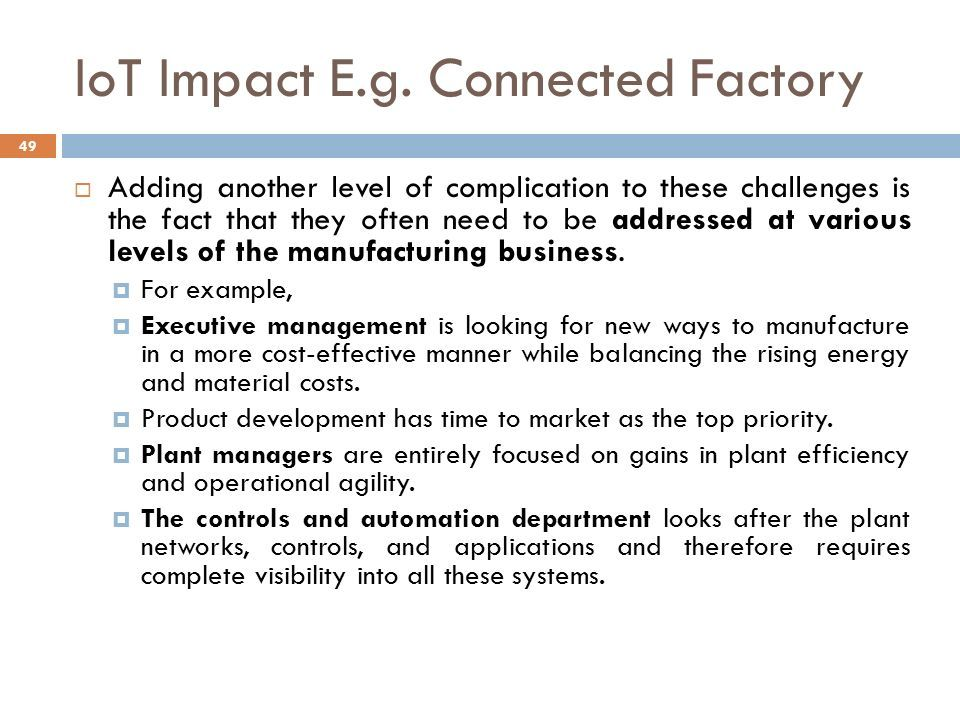 IoT Impact E.g. Connected Factory
49
Adding another level of complication to these challenges is
the fact that they often need to be addressed at various
levels of the manufacturing business.
For example,
Executive management is looking for new ways to manufacture
in a more cost-effective manner while balancing the rising energy
and material costs.
Product development has time to market as the top priority.
Plant managers are entirely focused on gains in plant efficiency
and operational agility.
The controls and automation department looks after the plant
networks, controls, and applications and therefore requires
complete visibility into all these systems.